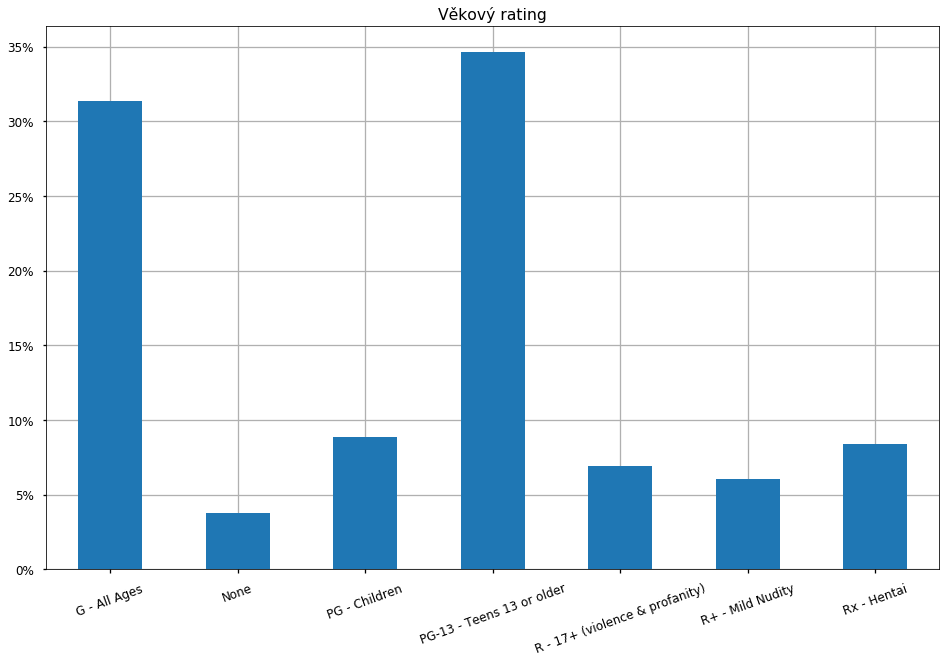 Věkový rating
35%
30%
25%
20%
15%
10%
5%
0%
G - All Ages
None
PG - Children
PG-13 - Teens 13 or older
R - 17+ (violence & profanity)
R+ - Mild Nudity
Rx - Hentai